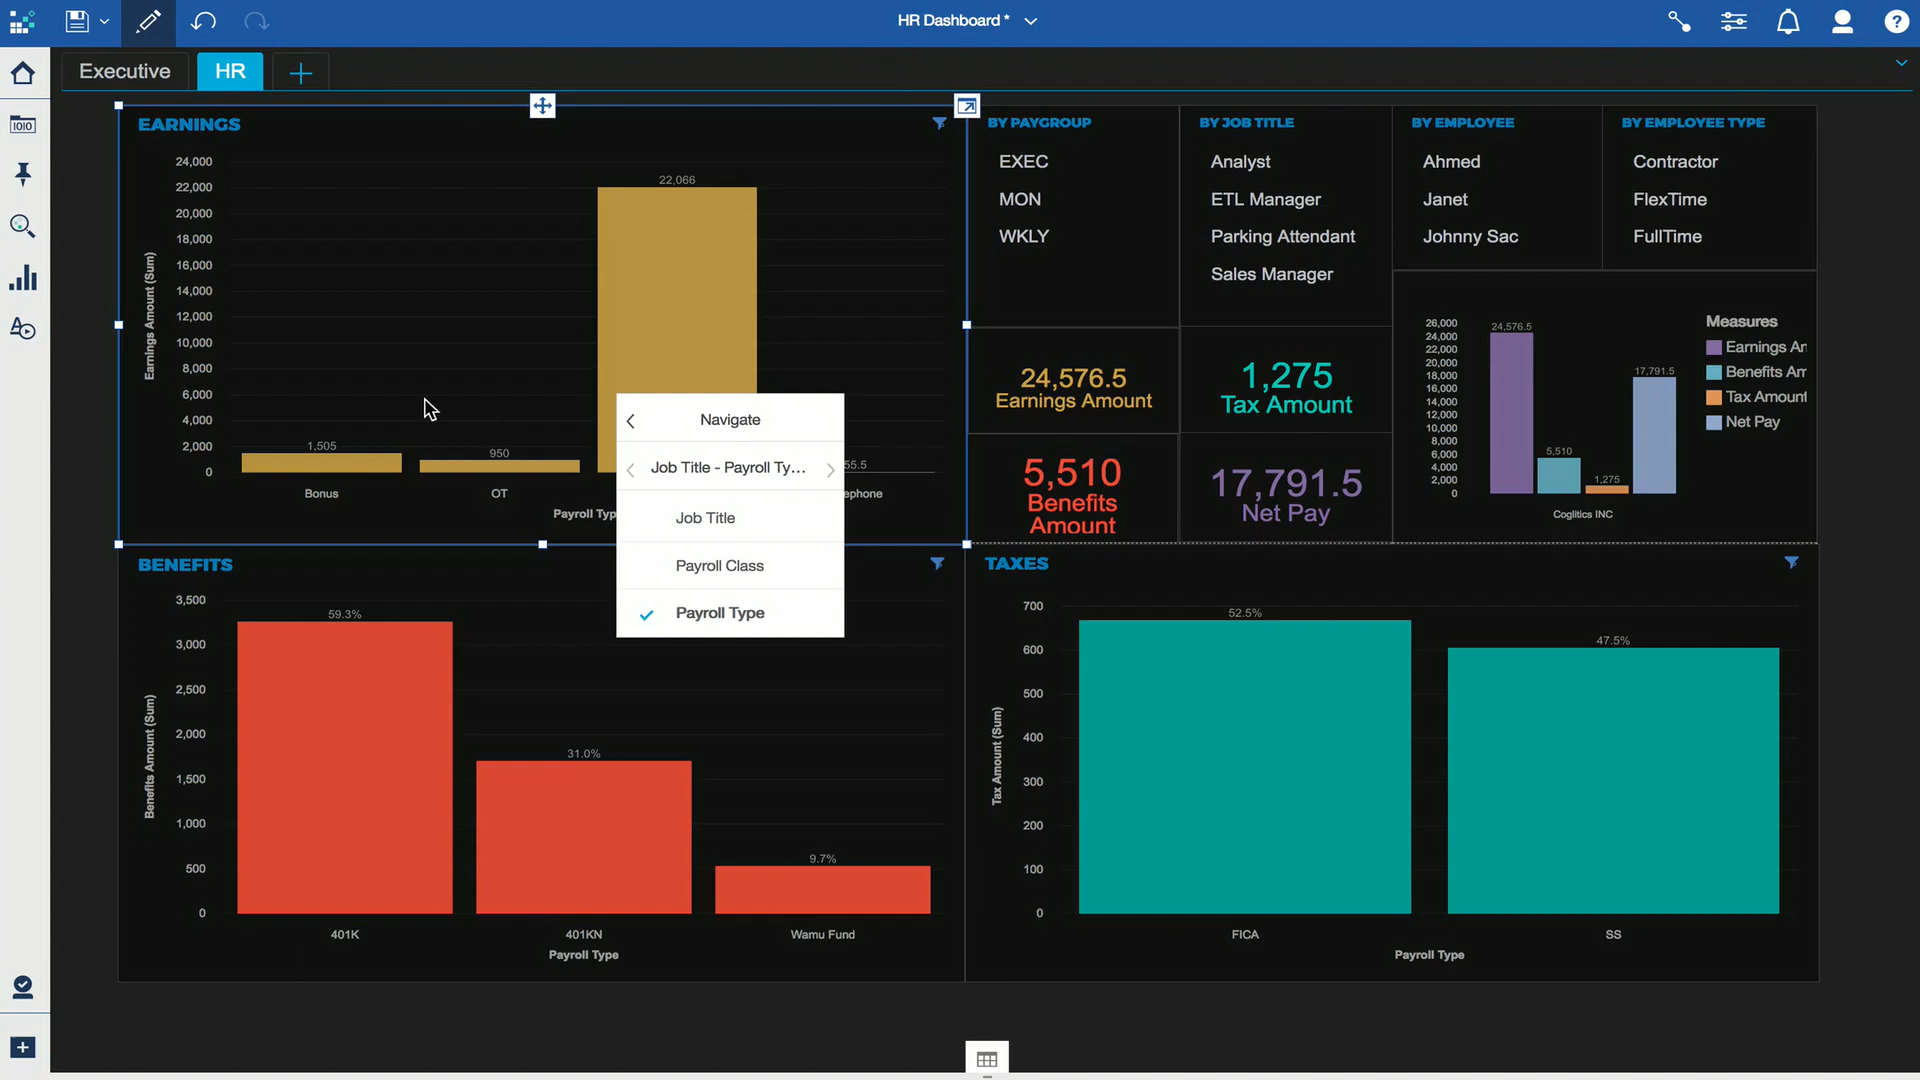 HR Dashboard *
?
Executive
HR
EARNINGS
24,000
22,000
20,000
18,000
16,000
14,000
12,000
10,000
8,000
6,000
4,000
2,000
0
Earnings Amount (Sum)
1,505
950
22,066
55.5
Bonus
OT
ephone
Payroll Typ
Navigate
Job Title - Payroll Ty...
Job Title
Payroll Class
Payroll Type
BY PAYGROUP
EXEC
MON
WKLY
BY JOB TITLE
Analyst
ETL Manager
Parking Attendant
Sales Manager
BY EMPLOYEE
Ahmed
Janet
Johnny Sac
BY EMPLOYEE TYPE
Contractor
FlexTime
FullTime
24,576.5
Earnings Amount
1,275
Tax Amount
5,510
Benefits
Amount
17,791.5
Net Pay
26,000
24,000
22,000
20,000
18,000
16,000
14,000
12,000
10,000
8,000
6,000
4,000
2,000
0
24,576.5
5,510
1,275
17,791.5
Coglitics INC
Measures
Earnings An
Benefits Am
Tax Amount
Net Pay
BENEFITS
3,500
3,000
2,500
2,000
1,500
1,000
500
0
Benefits Amount (Sum)
59.3%
31.0%
9.7%
401K
401KN
Wamu Fund
Payroll Type
TAXES
700
600
500
400
300
200
100
0
Tax Amount (Sum)
52.5%
47.5%
FICA
SS
Payroll Type